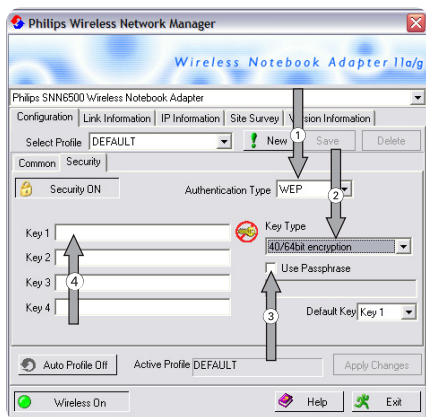 Philips Wireless Network Manager
Wireless Notebook Adapter 11a/g
Philips SNN6500 Wireless Notebook Adapter
Configuration Link Information IP Information Site Survey Version Information
Select Profile DEFAULT New Save Delete
1
Common Security
Security ON Authentication Type WEP
2
Key 1 Key Type
40/64bit encryption
Key 2 Use Passphrase
Key 3 4
Key 4 3 Default Key Key 1
Auto Profile Off Active Profile DEFAULT Apply Changes
Wireless On Help Exit